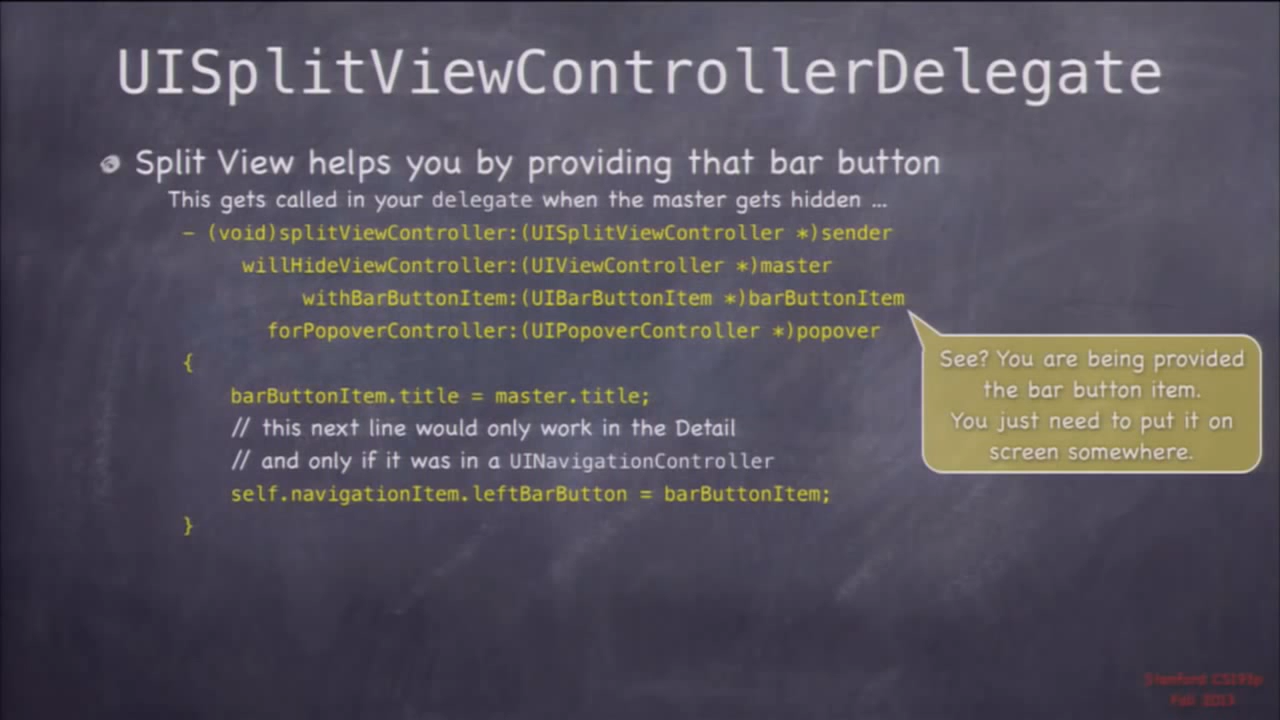 UISplitViewControllerDelegate
Split View helps you by providing that bar button
This gets called in your delegate when the master gets hidden ...
- (void)splitViewController:(UISplitViewController *)sender
willHideViewController:(UIViewController *)master
withBarButtonItem:(UIBarButtonItem *)barButtonItem
forPopoverController:(UIPopoverController *)popover
{
See? You are being provided
the bar button item.
You just need to put it on
screen somewhere.
barButtonItem.title = master.title;
// this next line would only work in the Detail
// and only if it was in a UINavigationController
self.navigationItem.leftBarButton = barButtonItem;
}
Stanford CS193p
Fall 2013